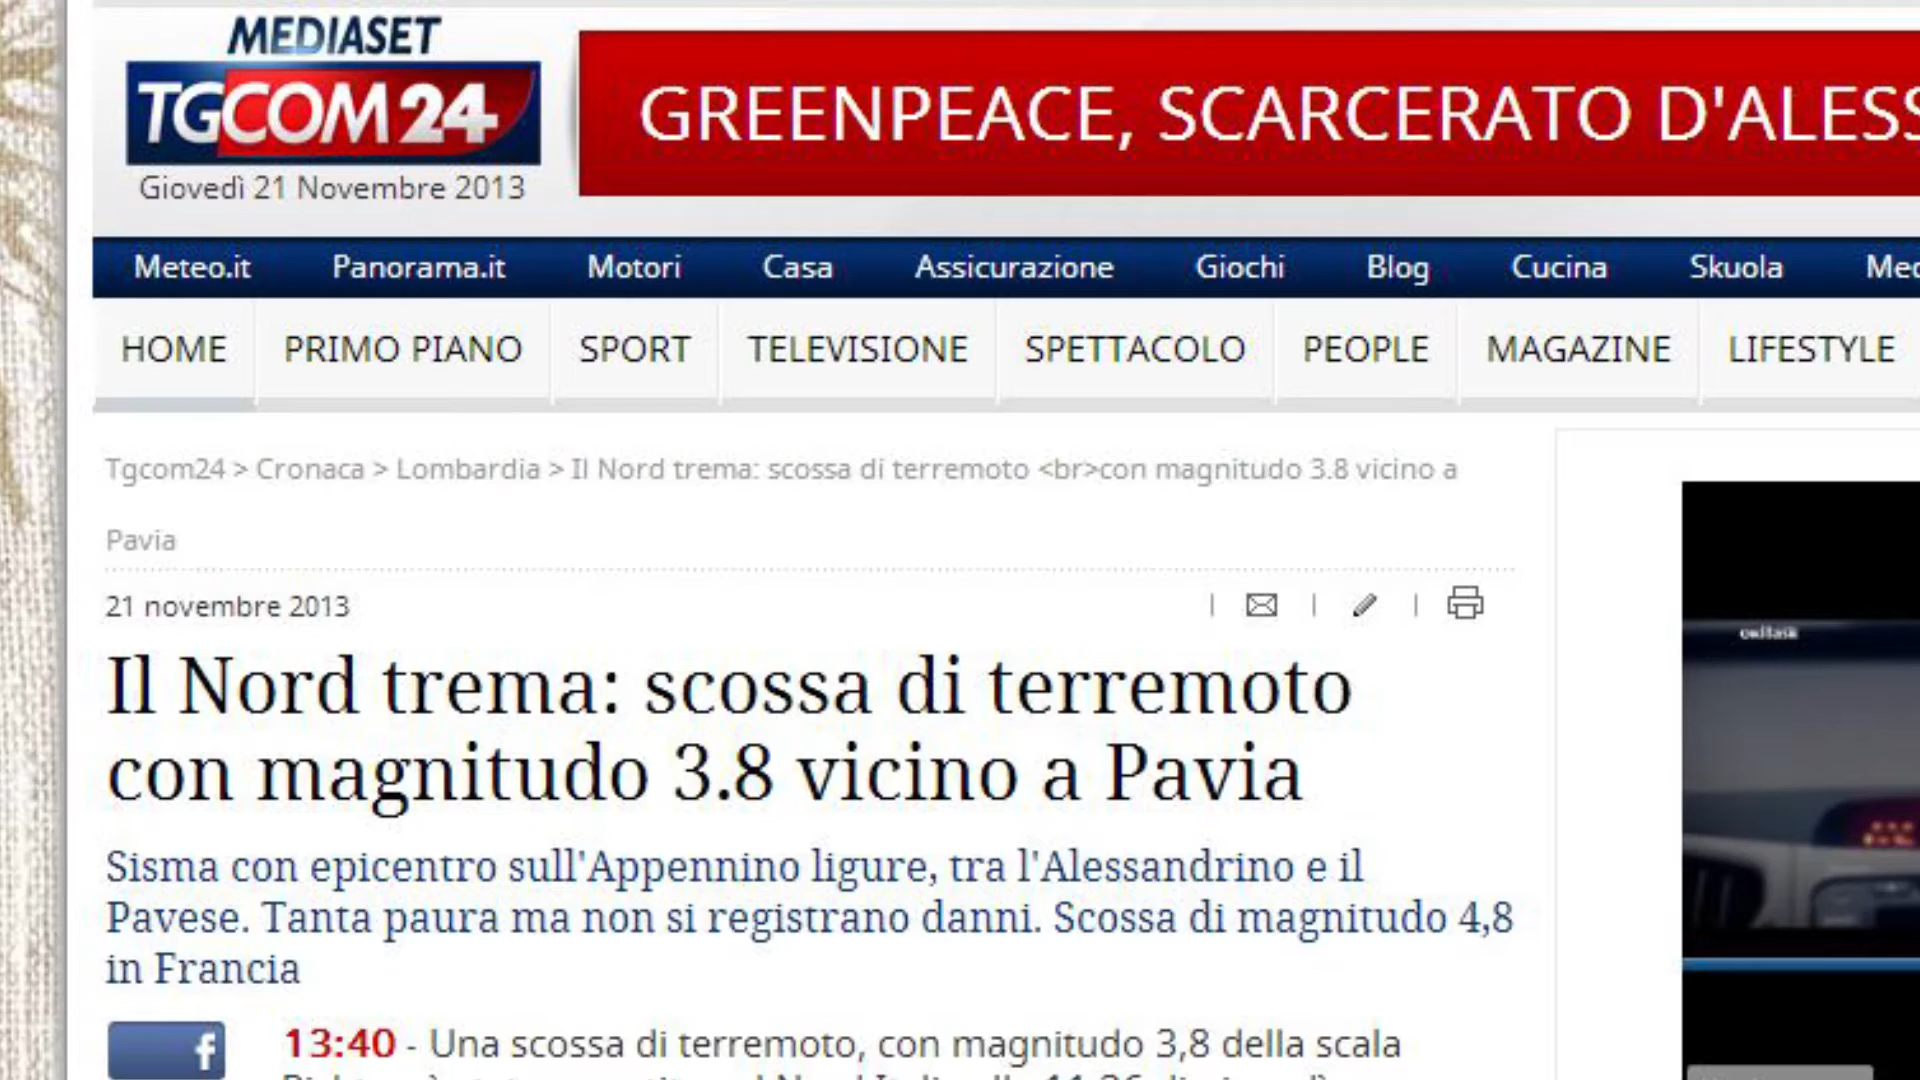 MEDIASET
TGCOM24
Giovedì 21 Novembre 2013
GREENPEACE, SCARCERATO D'ALESS
Meteo.it Panorama.it Motori Casa Assicurazione Giochi Blog Cucina Skuola Med
HOME PRIMO PIANO SPORT TELEVISIONE SPETTACOLO PEOPLE MAGAZINE LIFESTYLE
Tgcom24 > Cronaca > Lombardia > Il Nord trema: scossa di terremoto <br>con magnitudo 3.8 vicino a
Pavia
21 novembre 2013
Il Nord trema: scossa di terremoto
con magnitudo 3.8 vicino a Pavia
Sisma con epicentro sull'Appennino ligure, tra l'Alessandrino e il
Pavese. Tanta paura ma non si registrano danni. Scossa di magnitudo 4,8
in Francia
f
13:40 - Una scossa di terremoto, con magnitudo 3,8 della scala